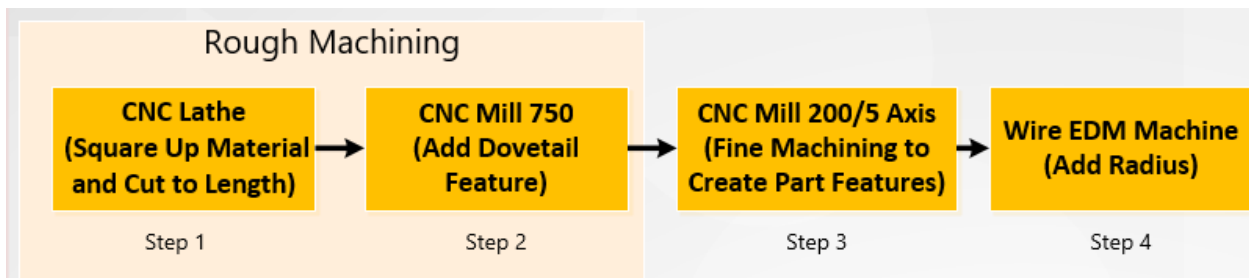 Rough Machining
CNC Lathe
(Square Up Material
and Cut to Length)
CNC Mill 750
(Add Dovetail
Feature)
CNC Mill 200/5 Axis
(Fine Machining to
Create Part Features)
Wire EDM Machine
(Add Radius)
Step 1
Step 2
Step 3
Step 4